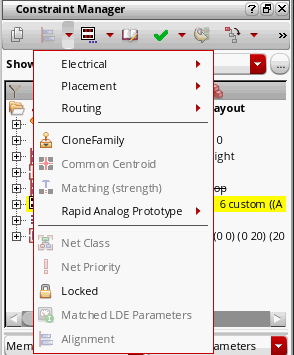 Constraint Manager
Show
Electrical
Placement
Routing
ayout
0
ight
CloneFamily
Common Centroid
Matching (strength)
op
Rapid Analog Prototype
6 custom ((A
Net Class
(0 0) (0 20) (20
Net Priority
Locked
Matched LDE Parameters
Alignment
Mem
rameters